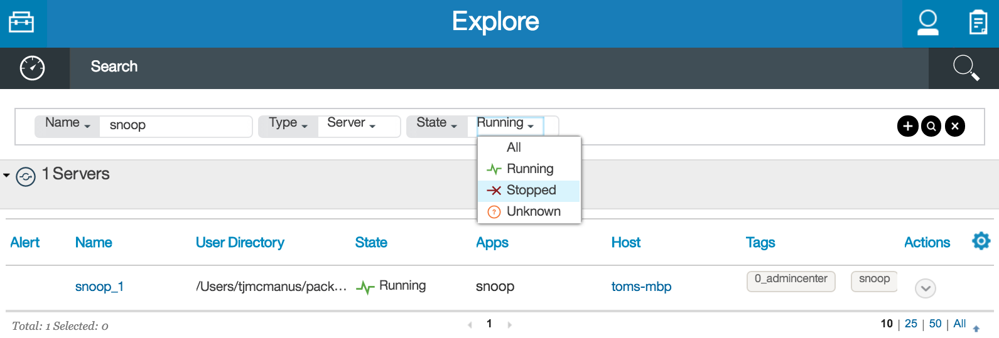 Explore
Search
Name snoop Type Server State Running
All
Running
Stopped
Unknown
1 Servers
Alert Name User Directory State Apps Host Tags Actions
snoop_1 /Users/tjmcmanus/pack... Running snoop toms-mbp 0_admincenter snoop
Total: 1 Selected: 0 1 10 | 25 | 50 | All